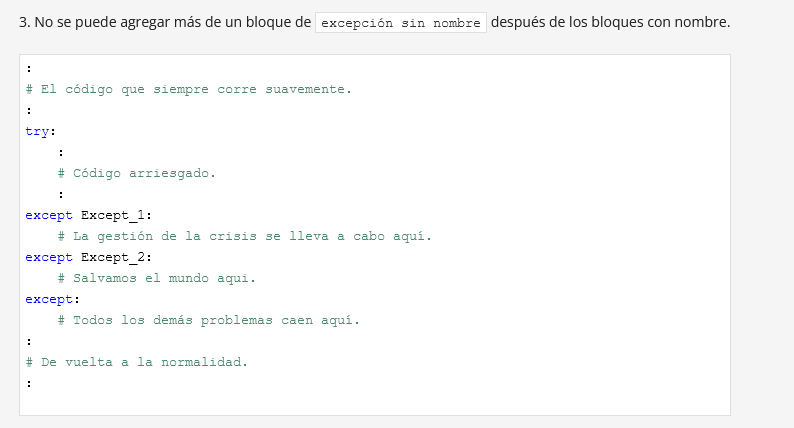 3. No se puede agregar más de un bloque de excepción sin nombre después de los bloques con nombre.
:
# El código que siempre corre suavemente.
:
try:
    :
    # Código arriesgado.
    :
except Except_1:
    # La gestión de la crisis se lleva a cabo aquí.
except Except_2:
    # Salvamos el mundo aqui.
except:
    # Todos los demás problemas caen aquí.
:
# De vuelta a la normalidad.
: